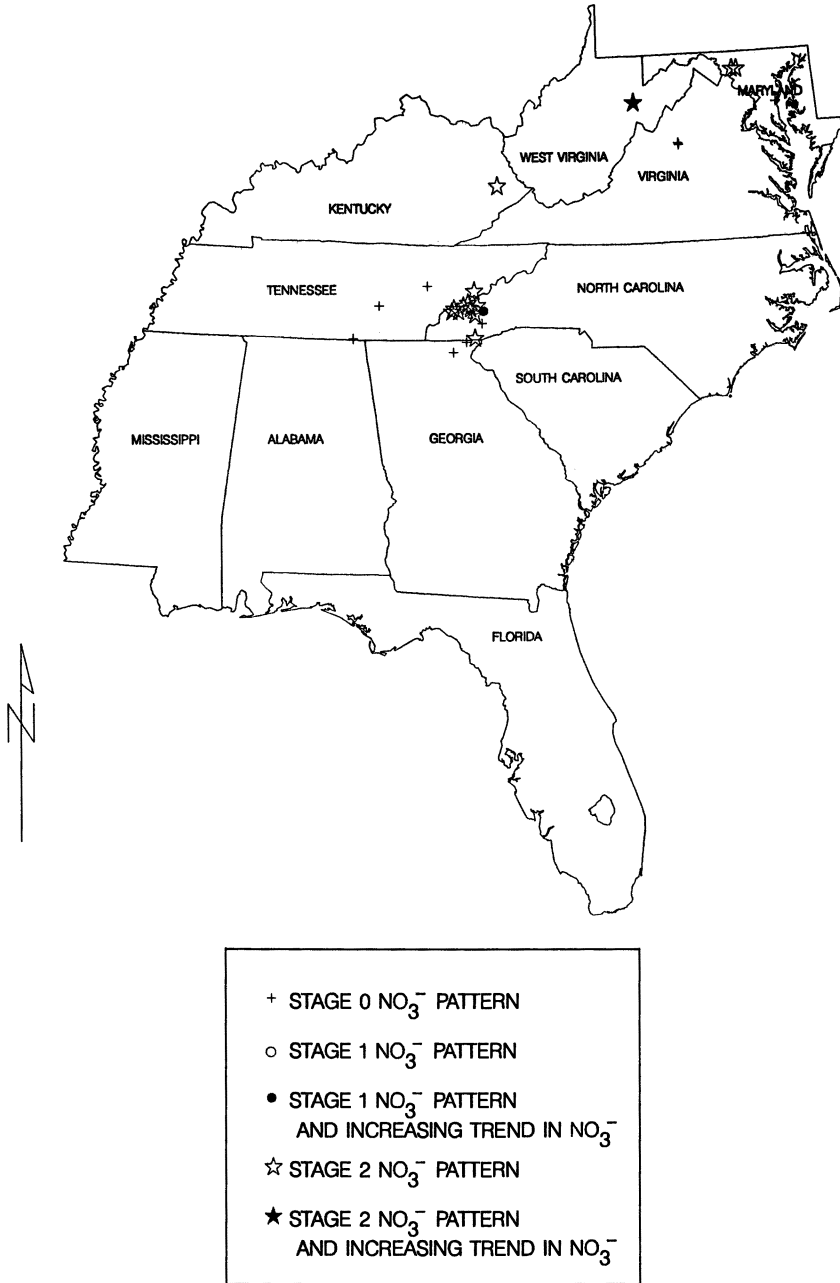 MARYLAND
WEST VIRGINIA
VIRGINIA
KENTUCKY
TENNESSEE
NORTH CAROLINA
SOUTH CAROLINA
MISSISSIPPI
ALABAMA
GEORGIA
FLORIDA
N
+ STAGE 0 NO₃⁻ PATTERN
○ STAGE 1 NO₃⁻ PATTERN
● STAGE 1 NO₃⁻ PATTERN
AND INCREASING TREND IN NO₃⁻
☆ STAGE 2 NO₃⁻ PATTERN
★ STAGE 2 NO₃⁻ PATTERN
AND INCREASING TREND IN NO₃⁻